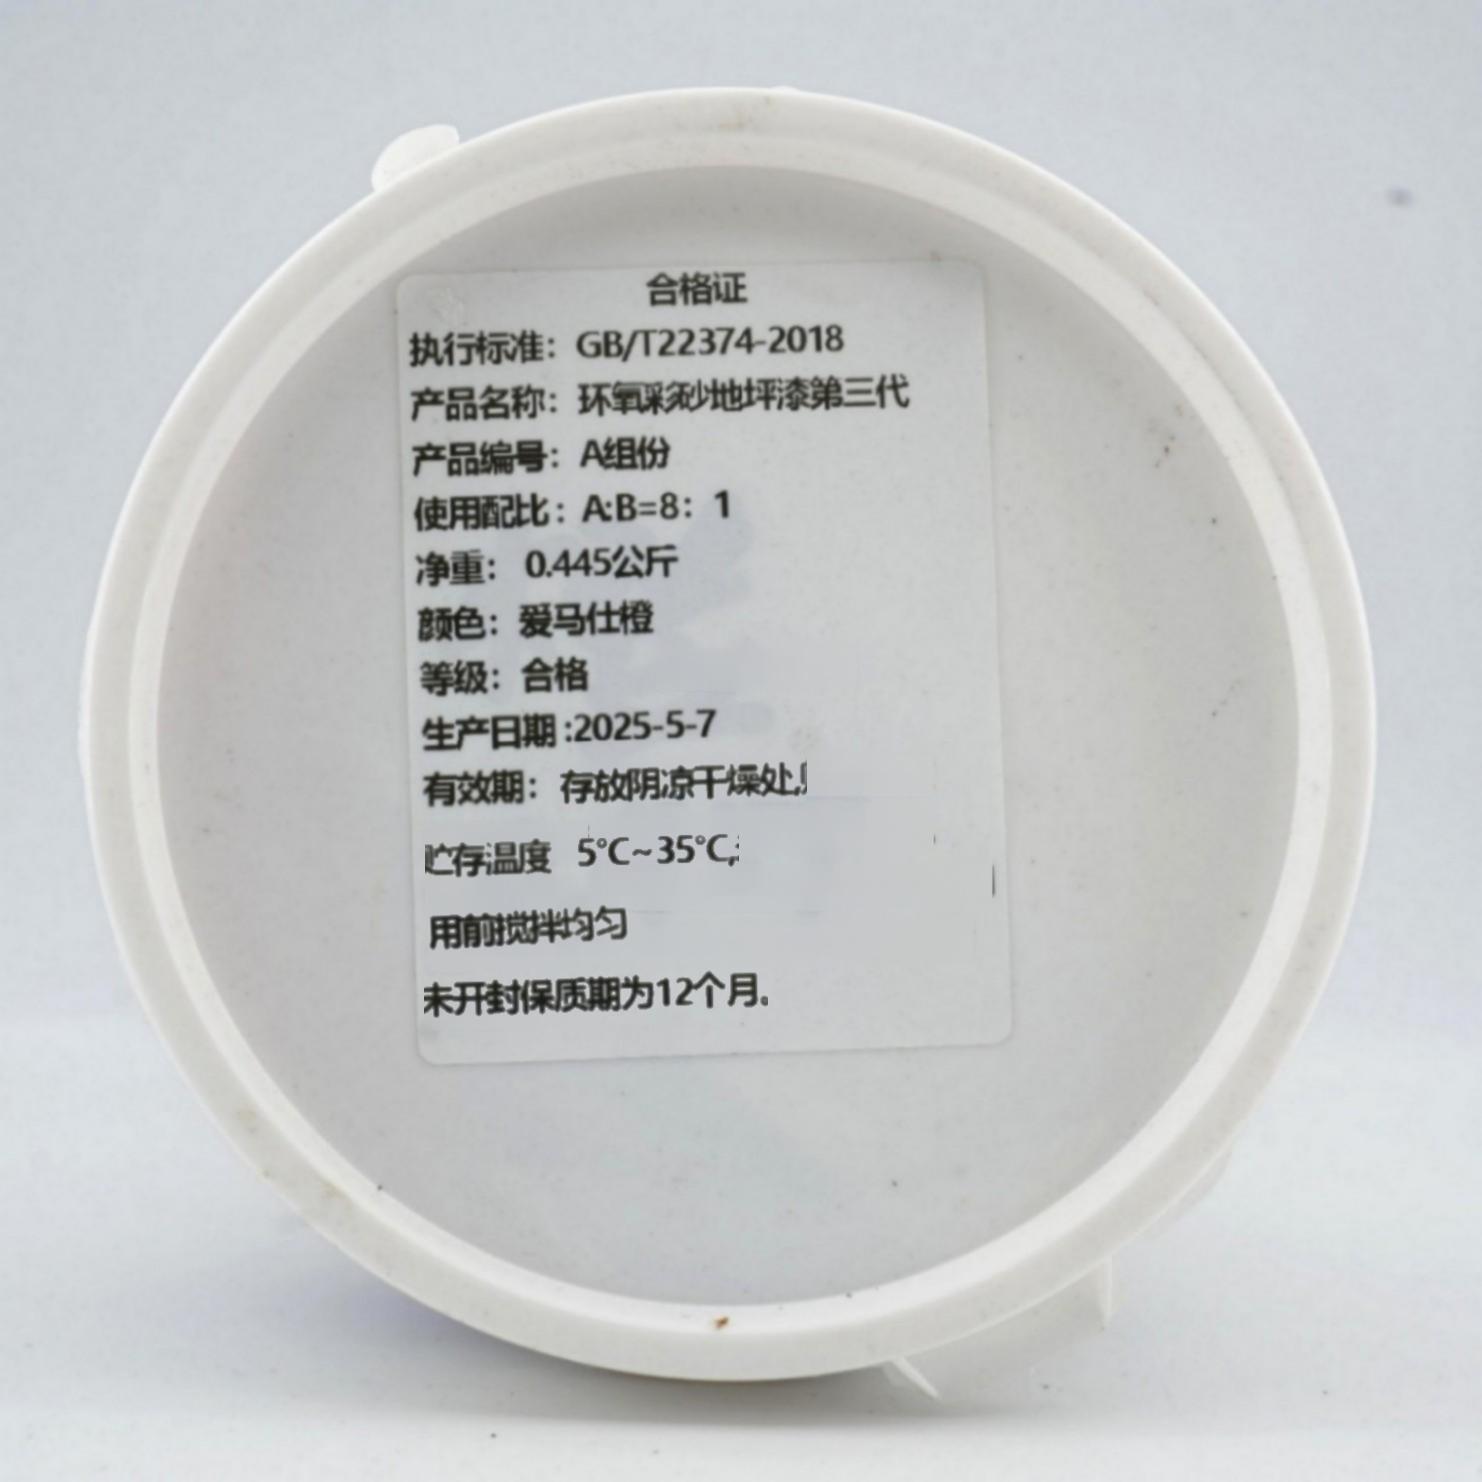 合格证
执行标准：GB/T22374-2018
产品名称：环氧彩砂地坪漆第三代
产品编号：A组份
使用配比：A:B=8：1
净重： 0.445公斤
颜色：爱马仕橙
等级：合格
生产日期:2025-5-7
有效期：存放阴凉干燥处,
贮存温度 5°C~35°C,
用前搅拌均匀
未开封保质期为12个月。